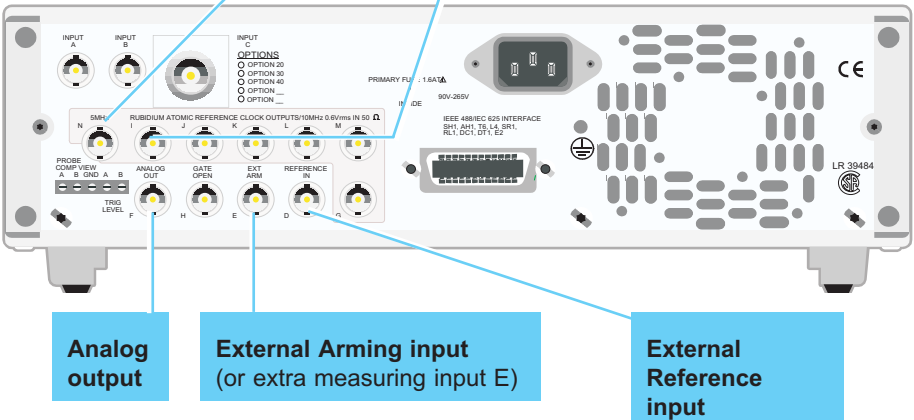 INPUT
A
INPUT
B
INPUT
C
OPTIONS
OPTION 20
OPTION 30
OPTION 40
OPTION __
OPTION __
PRIMARY FUSE: 1.6AT
90V-265V
IEEE 488/IEC 625 INTERFACE
SH1, AH1, T6, L4, SR1,
RL1, DC1, DT1, E2
CE
LR 39484
5MHz
RUBIDIUM ATOMIC REFERENCE CLOCK OUTPUTS/10MHz 0.6Vrms IN 50 Ω
N
I
J
K
L
M
PROBE
COMP VIEW
A B GND A B
TRIG
LEVEL
ANALOG
OUT
GATE
OPEN
EXT
ARM
REFERENCE
IN
F
H
E
D
G
Analog
output
External Arming input
(or extra measuring input E)
External
Reference
input